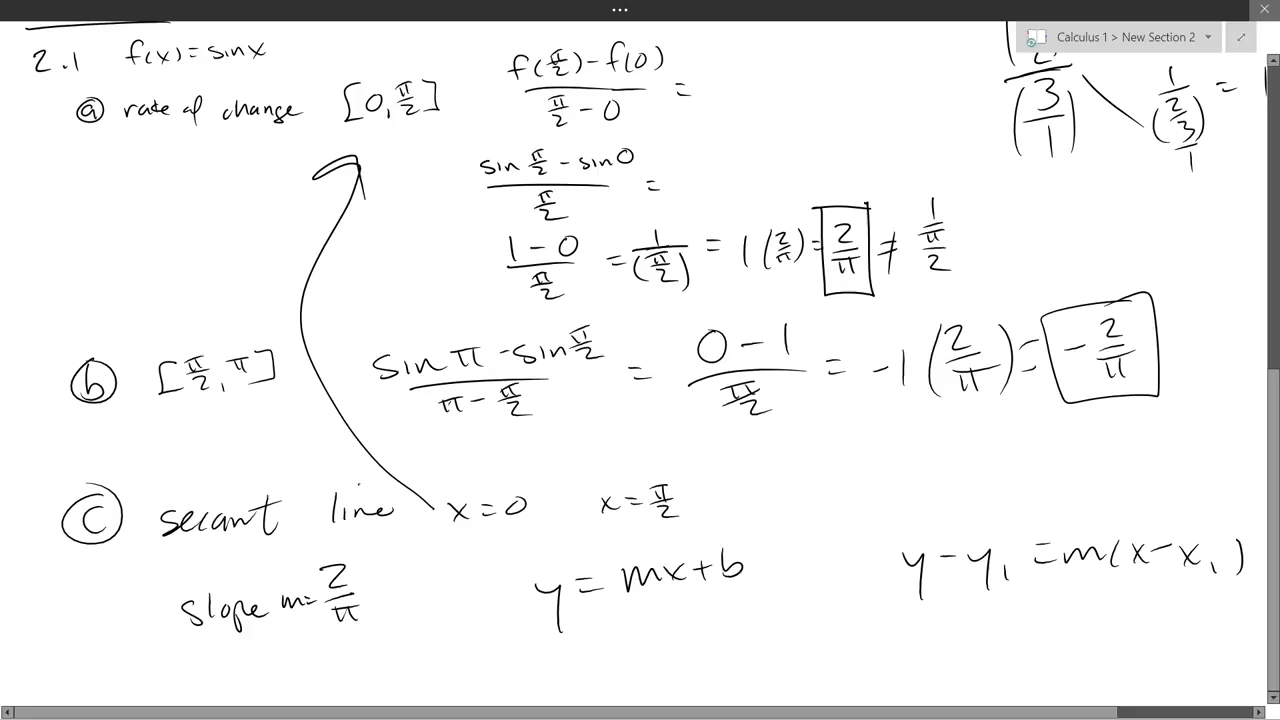 Calculus 1 > New Section 2
2.1 f(x) = sin x
(a) rate of change [0, π/2] (f(π/2) − f(0))/(π/2 − 0) =
(sin π/2 − sin 0)/(π/2) =
(1 − 0)/(π/2) = 1/(π/2) = 1(2/π) = 2/π ≠ 1/π/2
(3/1) 1/(2/3)/1 =
(b) [π/2, π] (sin π − sin π/2)/(π − π/2) = (0 − 1)/(π/2) = −1(2/π) = −2/π
(c) secant line x = 0 x = π/2
slope m = 2/π y = mx + b y − y₁ = m(x − x₁)